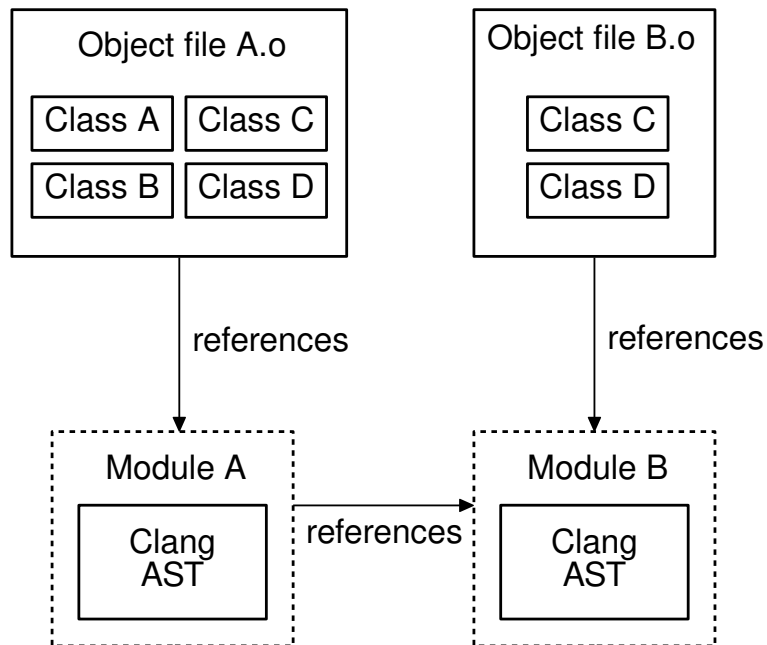 Object file A.o
Class A
Class C
Class B
Class D
Object file B.o
Class C
Class D
references
references
Module A
Clang
AST
references
Module B
Clang
AST